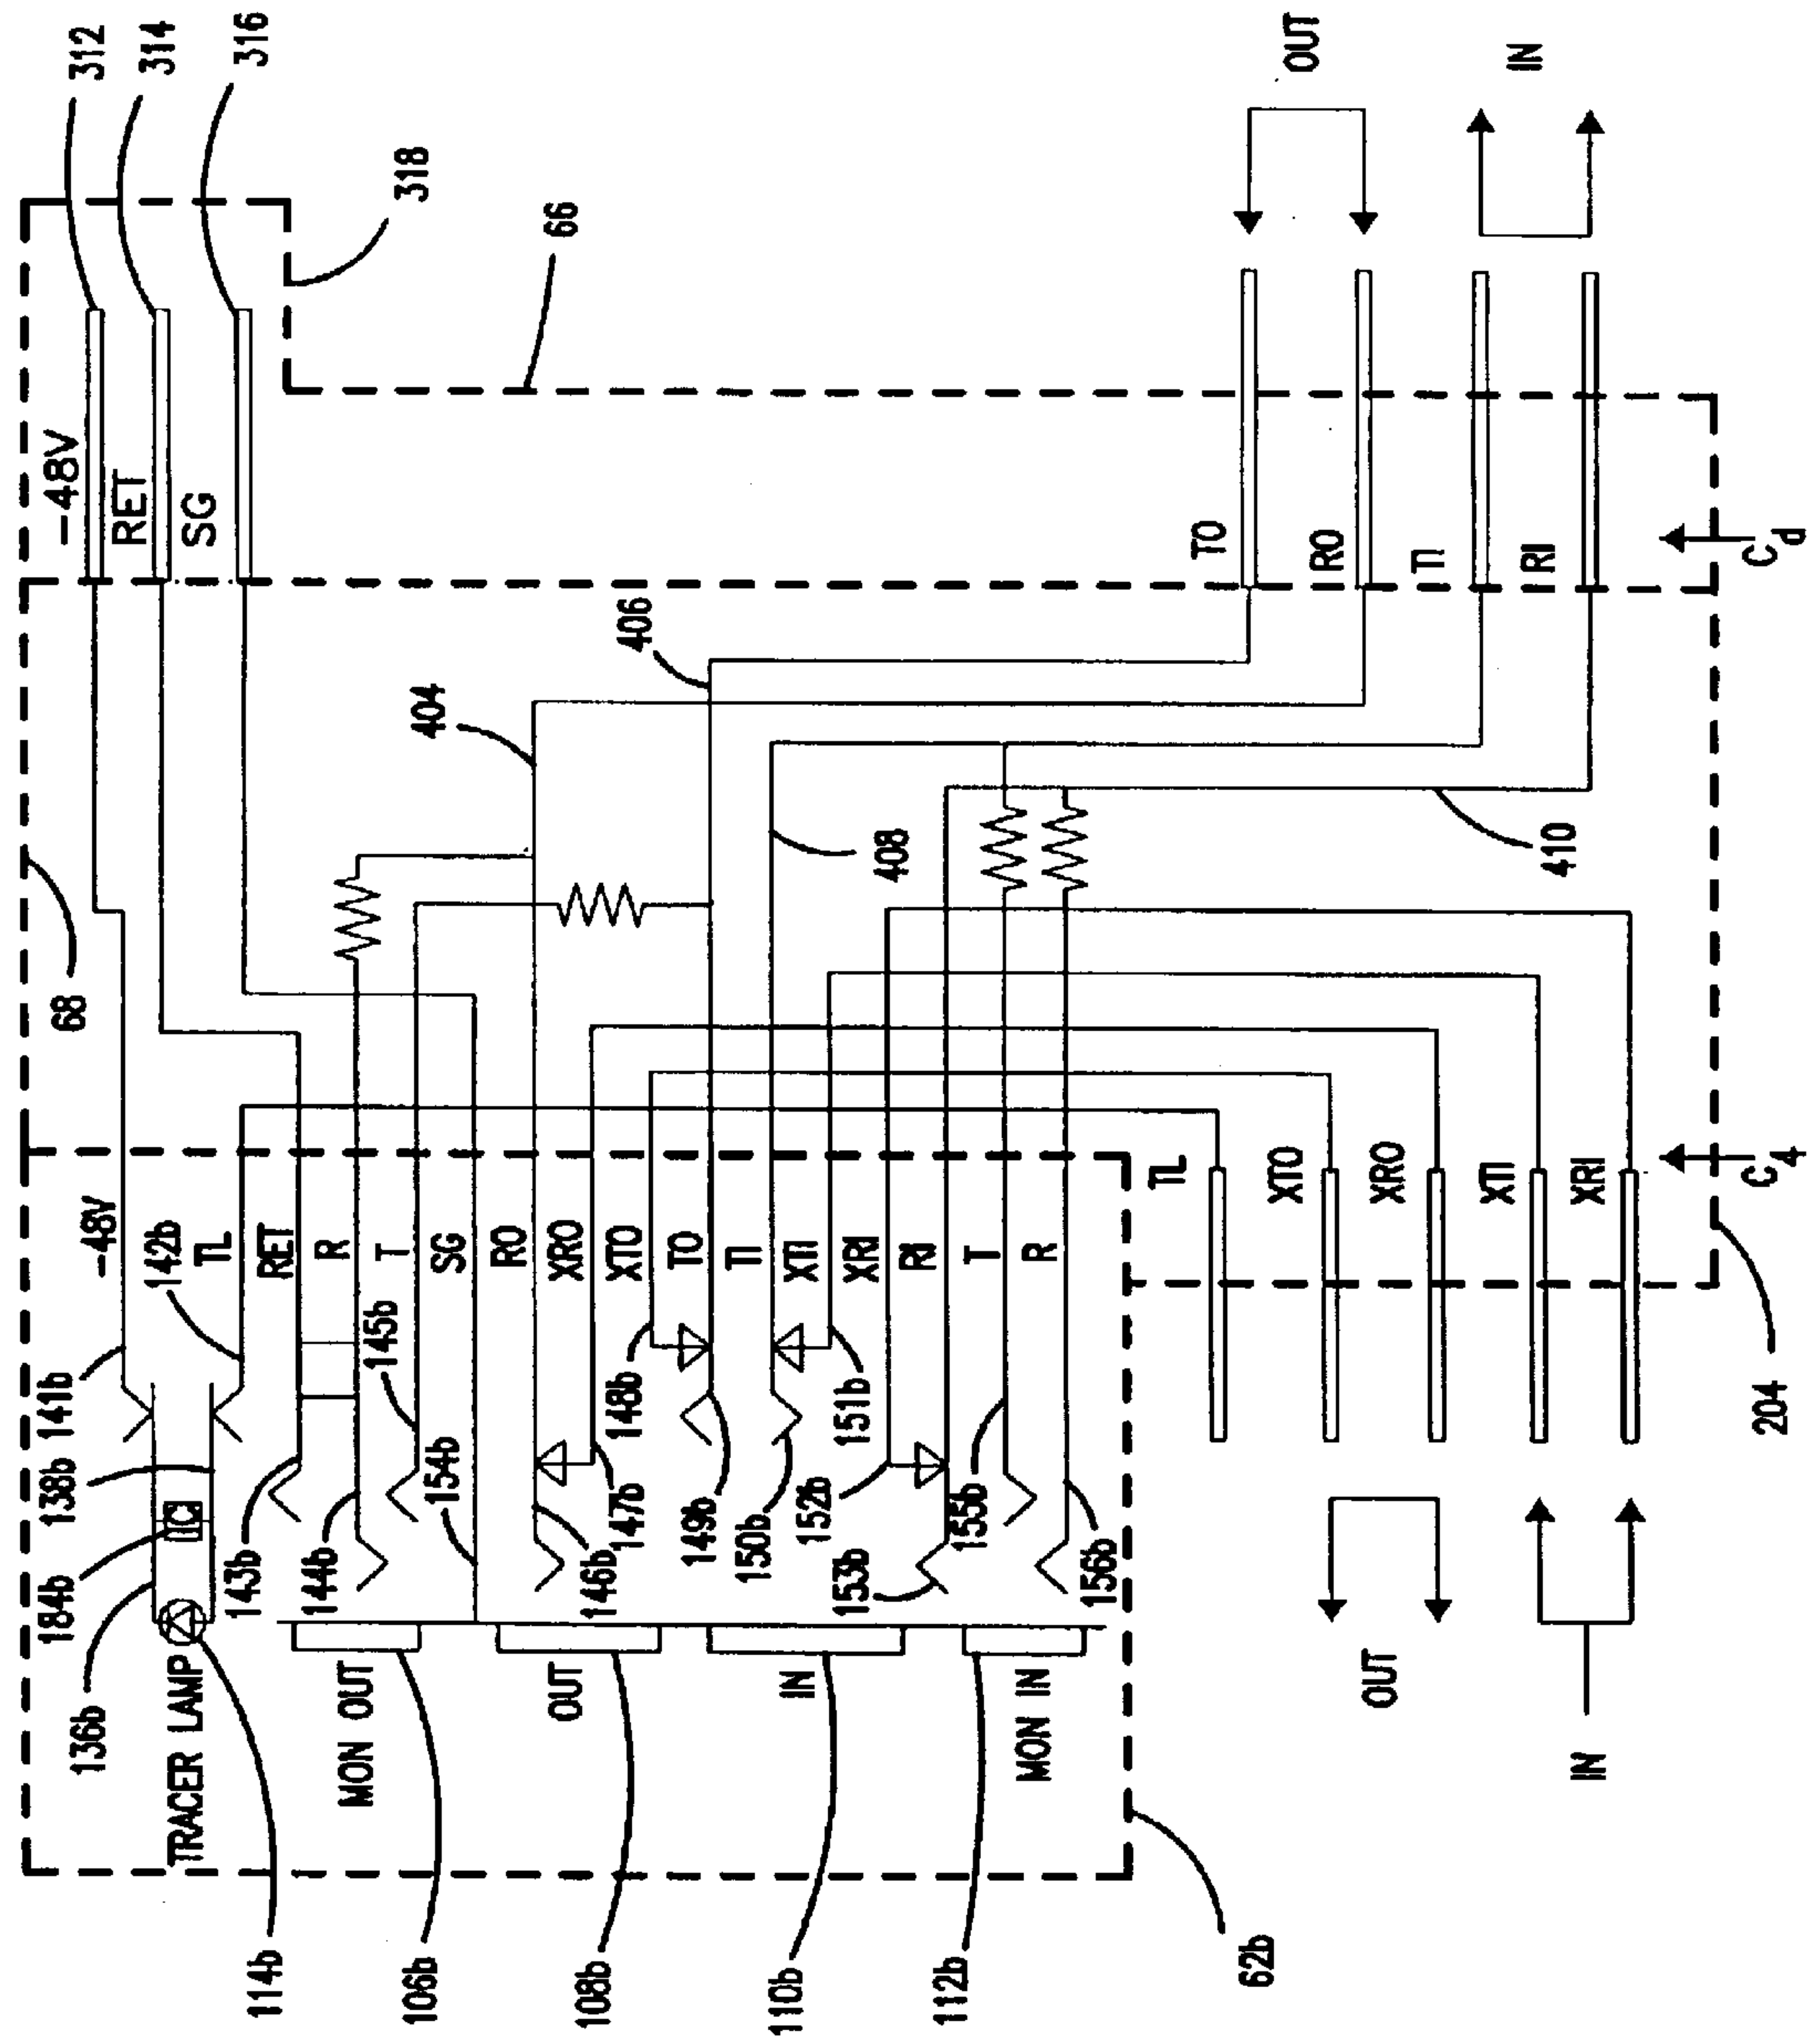 312
314
316
318
66
OUT
IN
-48V
RET
SG
TO
RO
TI
RI
Cd
406
404
408
410
68
-48V
TL
RET
R
T
SG
RO
XRO
XTO
TO
TI
XTI
XRI
RI
T
R
TL
XTO
XRO
XTI
XRI
C4
204
141b
142b
138b
184b
136b
143b
144b
145b
154b
146b
147b
148b
149b
150b
151b
152b
153b
155b
156b
IC
TRACER LAMP
MON OUT
OUT
IN
MON IN
OUT
IN
114b
106b
108b
110b
112b
62b